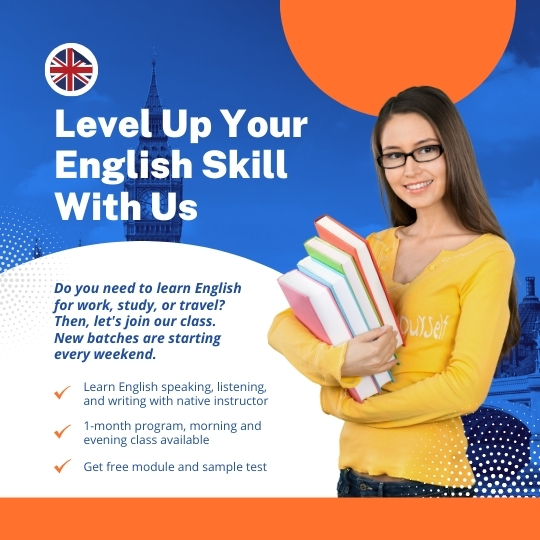 Level Up Your
English Skill
With Us
Do you need to learn English
for work, study, or travel?
Then, let's join our class.
New batches are starting
every weekend.
Learn English speaking, listening,
and writing with native instructor
1-month program, morning and
evening class available
Get free module and sample test
yourself